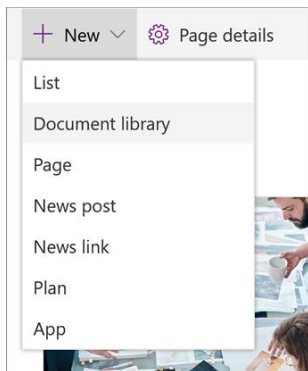 New Page details
List
Document library
Page
News post
News link
Plan
App